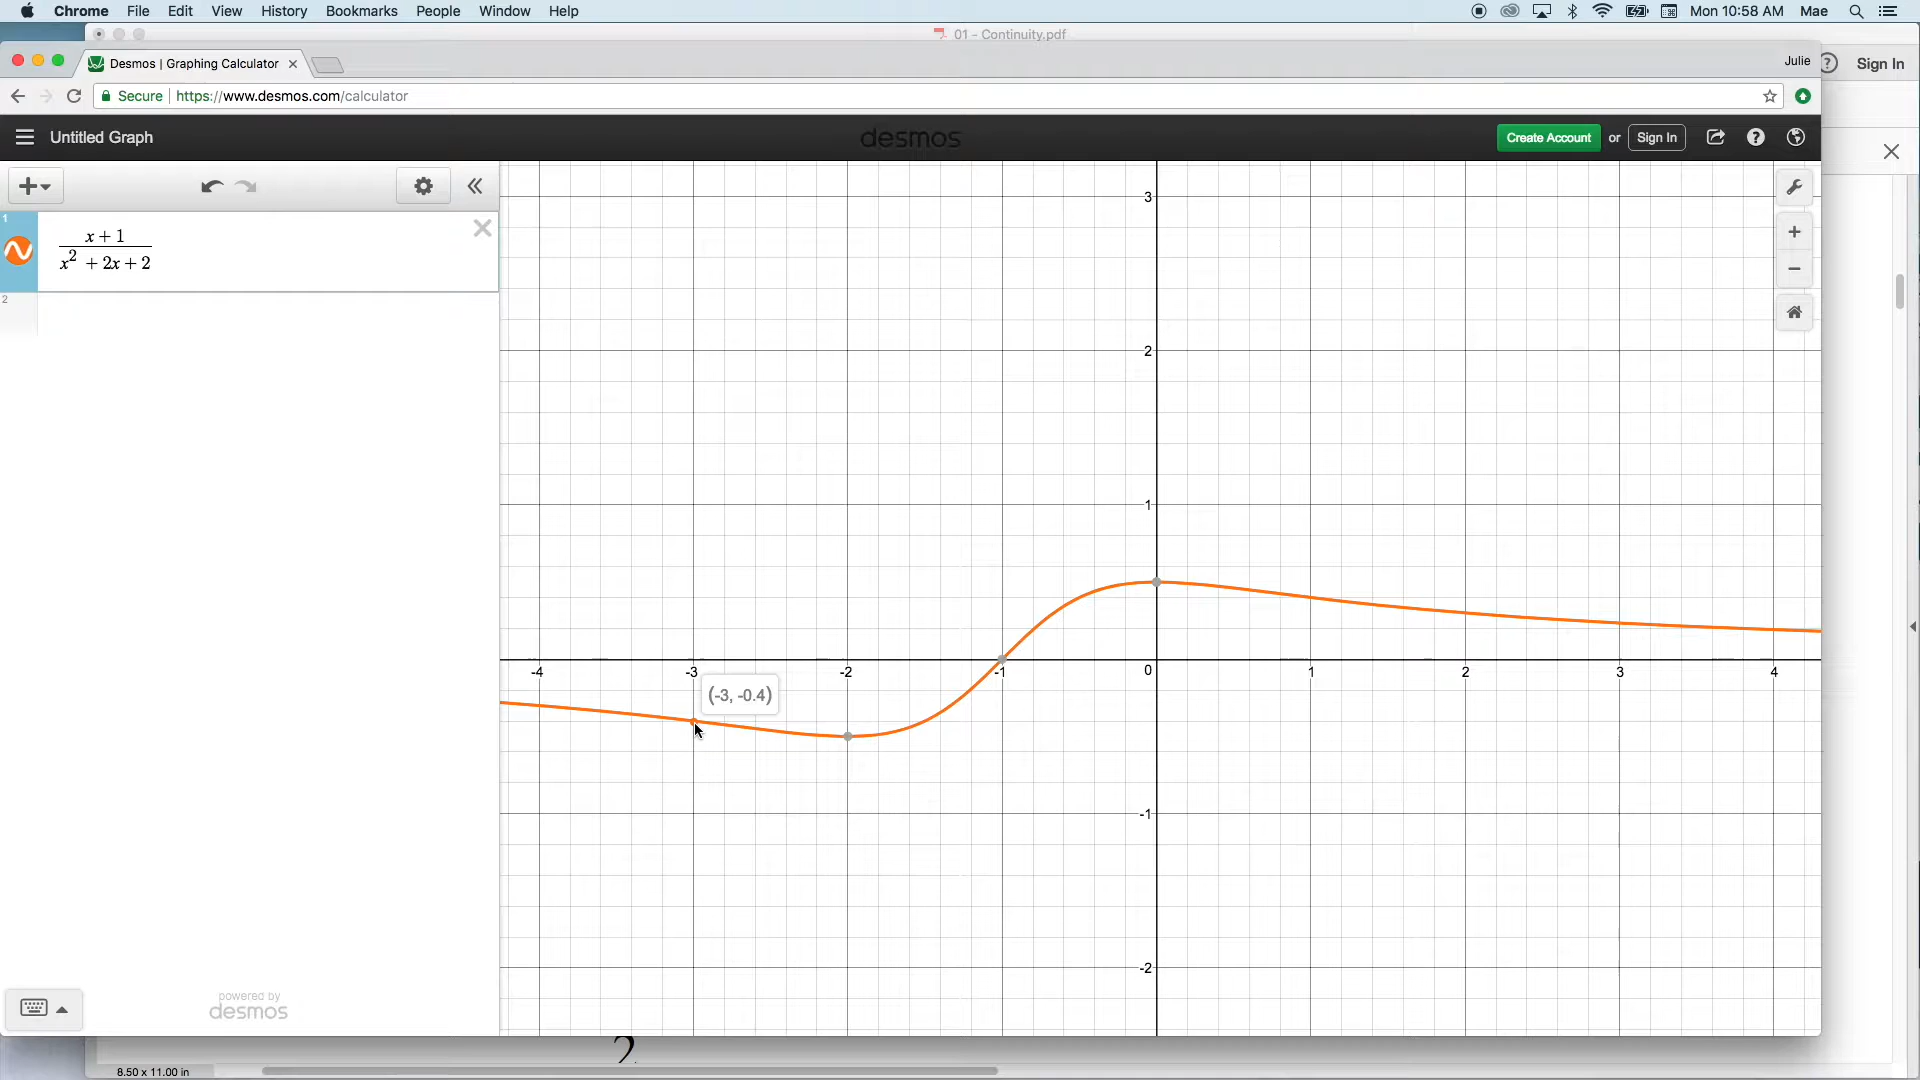 Chrome File Edit View History Bookmarks People Window Help Mon 10:58 AM Mae
01 - Continuity.pdf
Desmos | Graphing Calculator Julie Sign In
Secure https://www.desmos.com/calculator
Untitled Graph desmos Create Account or Sign In
1
x + 1
x² + 2x + 2
2
3
2
1
-4 -3 -2 -1 0 1 2 3 4
(-3, -0.4)
-1
-2
powered by
desmos
2
8.50 x 11.00 in